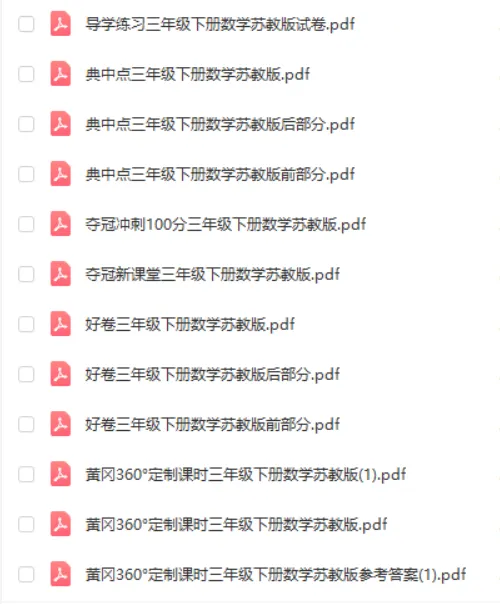 导学练习三年级下册数学苏教版试卷.pdf
典中点三年级下册数学苏教版.pdf
典中点三年级下册数学苏教版后部分.pdf
典中点三年级下册数学苏教版前部分.pdf
夺冠冲刺100分三年级下册数学苏教版.pdf
夺冠新课堂三年级下册数学苏教版.pdf
好卷三年级下册数学苏教版.pdf
好卷三年级下册数学苏教版后部分.pdf
好卷三年级下册数学苏教版前部分.pdf
黄冈360°定制课时三年级下册数学苏教版(1).pdf
黄冈360°定制课时三年级下册数学苏教版.pdf
黄冈360°定制课时三年级下册数学苏教版参考答案(1).pdf